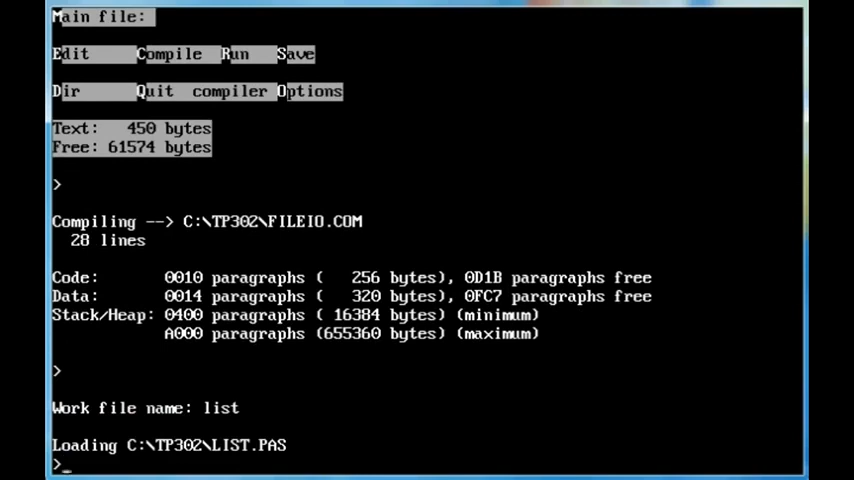 Main file:
Edit Compile Run Save
Dir Quit compiler Options
Text: 450 bytes
Free: 61574 bytes
>
Compiling --> C:\TP302\FILEIO.COM
28 lines
Code: 0010 paragraphs ( 256 bytes), 0D1B paragraphs free
Data: 0014 paragraphs ( 320 bytes), 0FC7 paragraphs free
Stack/Heap: 0400 paragraphs ( 16384 bytes) (minimum)
A000 paragraphs (655360 bytes) (maximum)
>
Work file name: list
Loading C:\TP302\LIST.PAS
>_